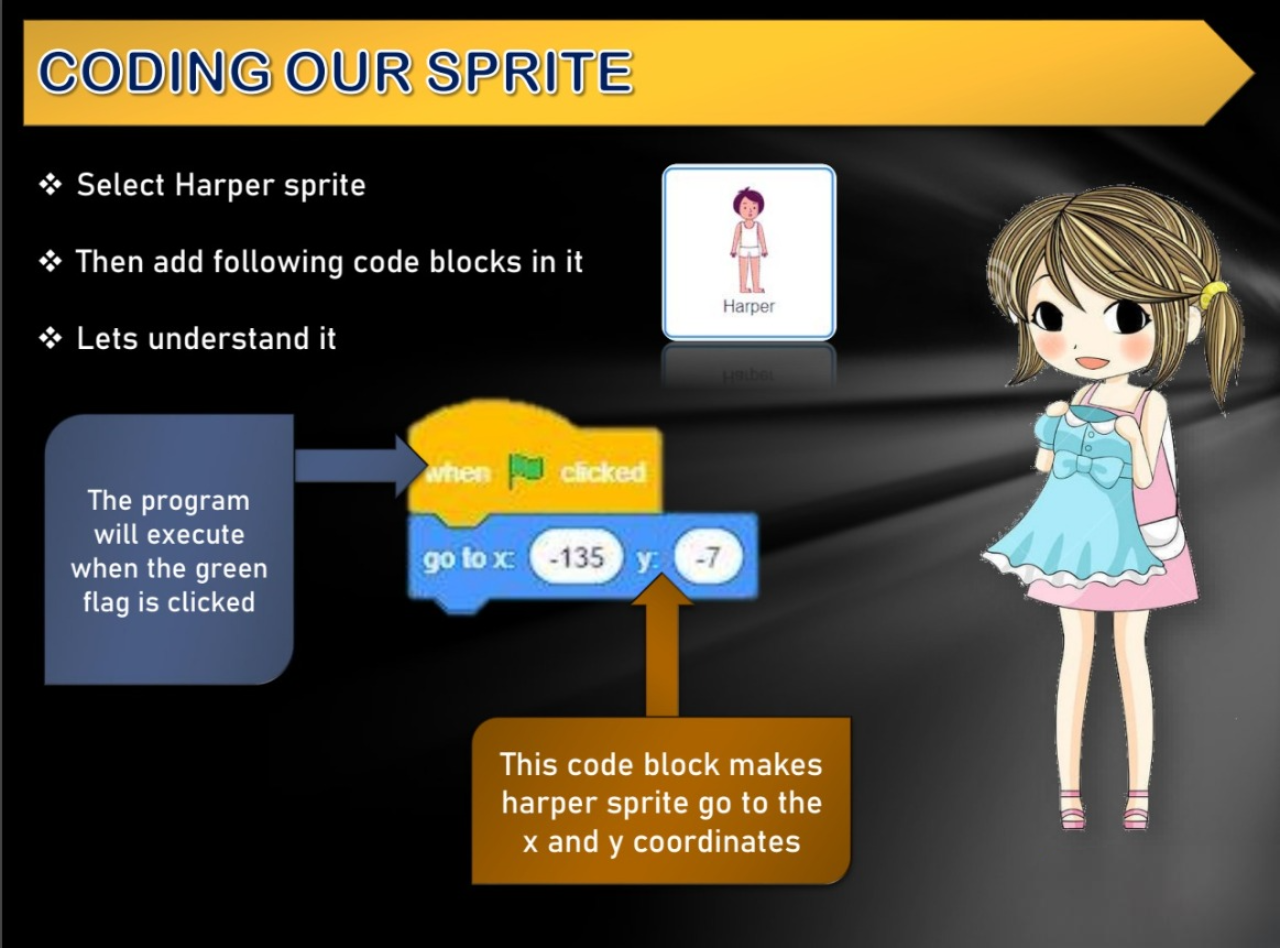 CODING OUR SPRITE
❖ Select Harper sprite
❖ Then add following code blocks in it
❖ Lets understand it
Harper
The program
will execute
when the green
flag is clicked
when clicked
go to x: -135 y: -7
This code block makes
harper sprite go to the
x and y coordinates